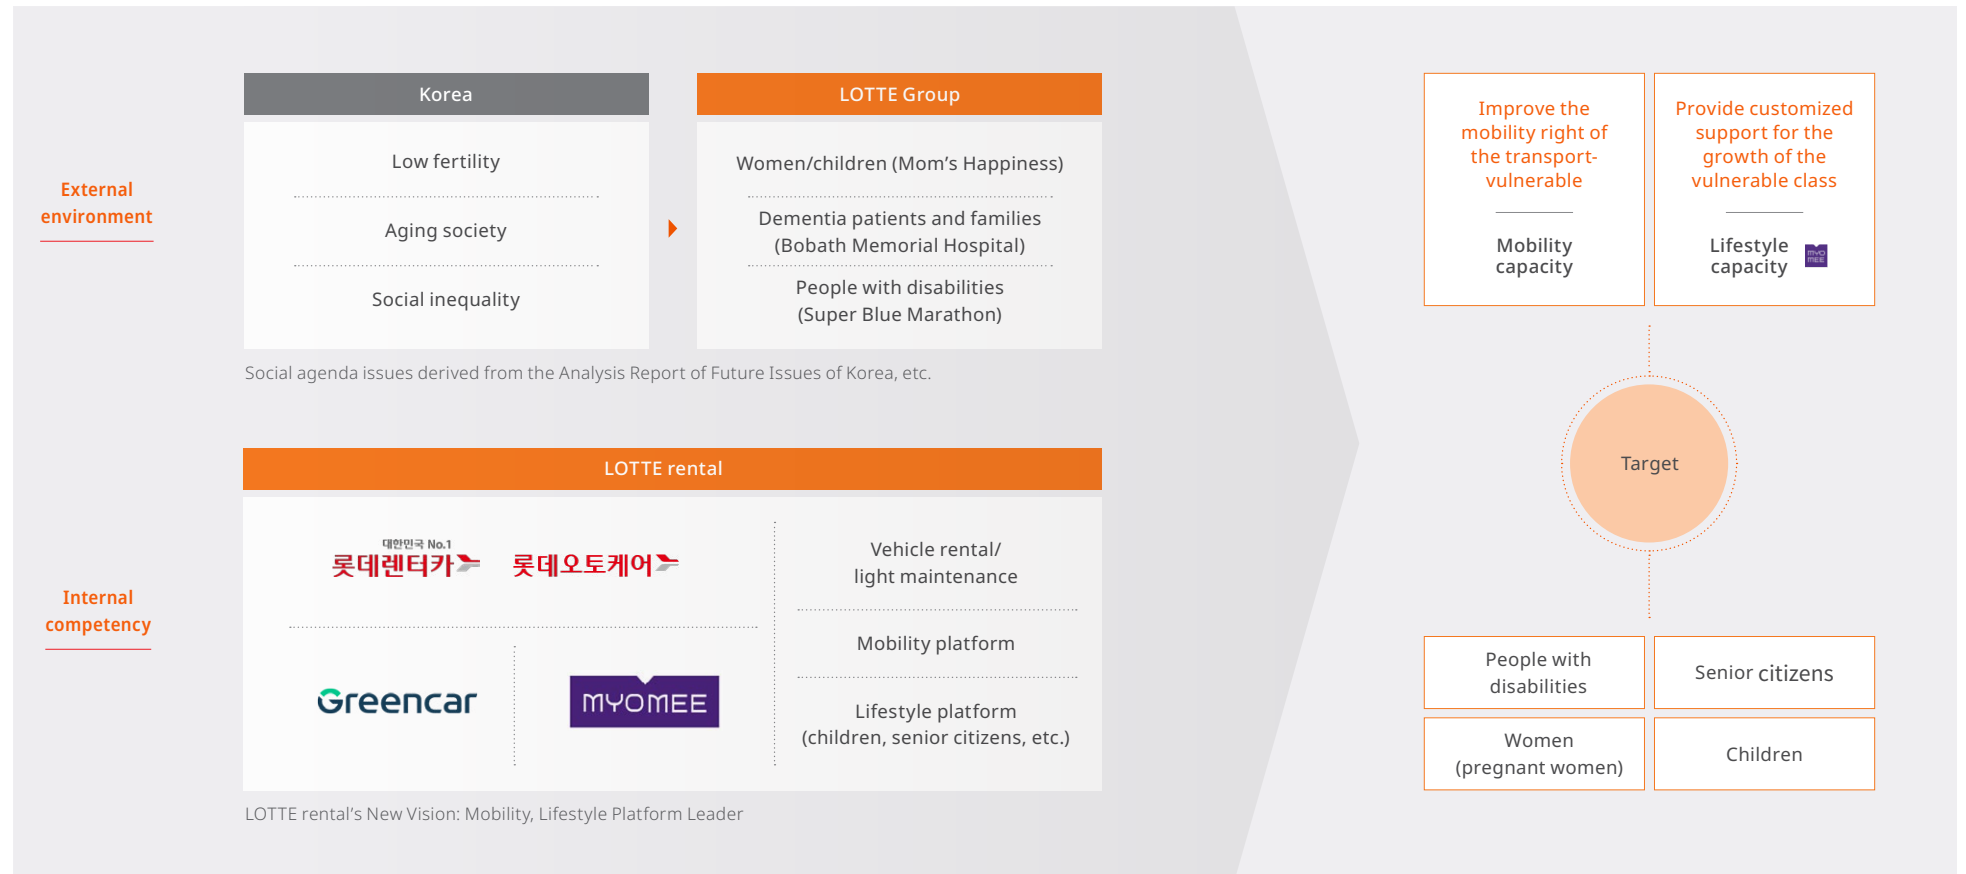 External
environment
Korea
Low fertility
Aging society
Social inequality
LOTTE Group
Women/children (Mom’s Happiness)
Dementia patients and families
(Bobath Memorial Hospital)
People with disabilities
(Super Blue Marathon)
Social agenda issues derived from the Analysis Report of Future Issues of Korea, etc.
Internal
competency
LOTTE rental
대한민국 No.1
롯데렌터카
롯데오토케어
Greencar
MYOMEE
Vehicle rental/
light maintenance
Mobility platform
Lifestyle platform
(children, senior citizens, etc.)
LOTTE rental’s New Vision: Mobility, Lifestyle Platform Leader
Improve the
mobility right of
the transport-
vulnerable
Mobility
capacity
Provide customized
support for the
growth of the
vulnerable class
Lifestyle
capacity
MYO
MEE
Target
People with
disabilities
Senior citizens
Women
(pregnant women)
Children